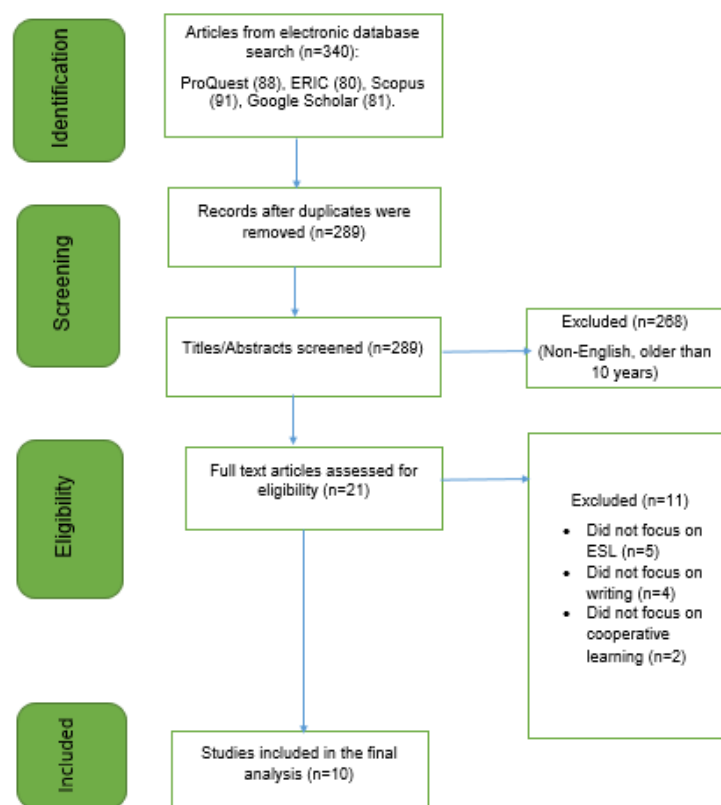 Identification
Articles from electronic database
search (n=340):
ProQuest (88), ERIC (80), Scopus
(91), Google Scholar (81).
Screening
Records after duplicates were
removed (n=289)
Titles/Abstracts screened (n=289)
Excluded (n=268)
(Non-English, older than
10 years)
Eligibility
Full text articles assessed for
eligibility (n=21)
Excluded (n=11)
• Did not focus on
ESL (n=5)
• Did not focus on
writing (n=4)
• Did not focus on
cooperative
learning (n=2)
Included
Studies included in the final
analysis (n=10)